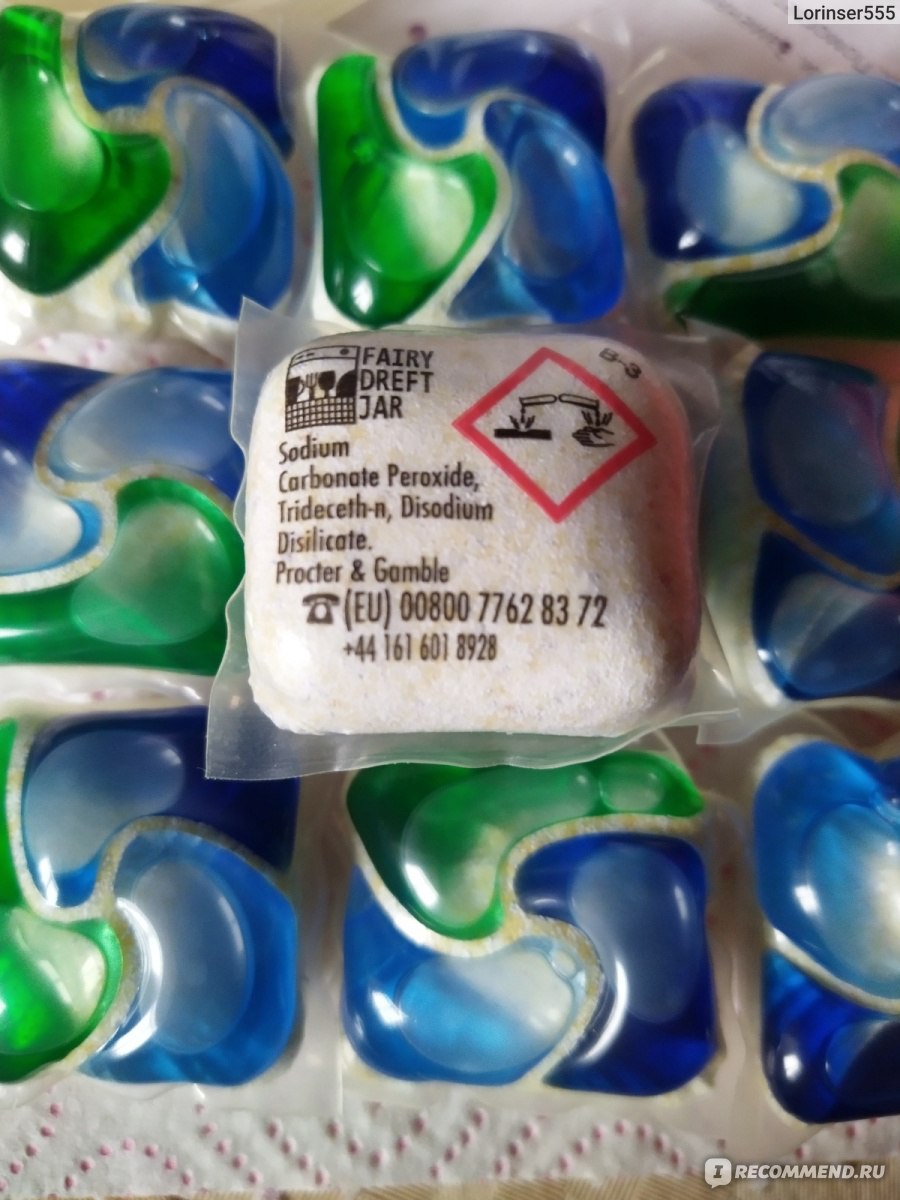 Lorinser555
FAIRY
DREFT
JAR
B-3
Sodium
Carbonate Peroxide,
Trideceth-n, Disodium
Disilicate.
Procter & Gamble
☎(EU) 00800 7762 83 72
+44 161 601 8928
IRECOMMEND.RU